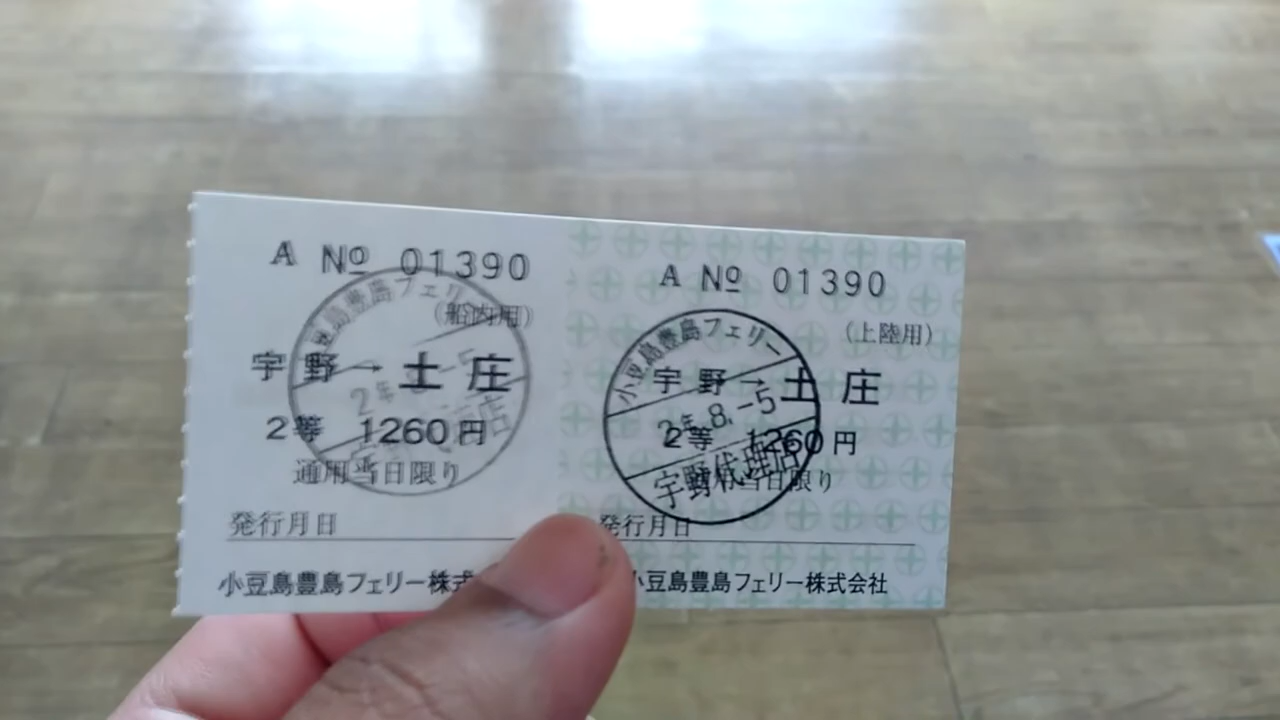 A № 01390
(船内用)
宇野→土庄
2等 1260円
通用当日限り
発行月日
小豆島豊島フェリー株式
A № 01390
(上陸用)
宇野→土庄
2等 1260円
通用当日限り
発行月日
小豆島豊島フェリー株式会社
小豆島豊島フェリー
2年.8.-5
宇野代理店